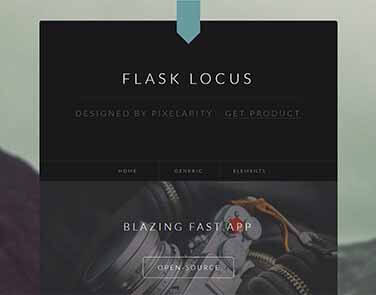 FLASK LOCUS
DESIGNED BY PIXELARITY - GET PRODUCT
HOME GENERIC ELEMENTS
BLAZING FAST APP
OPEN-SOURCE